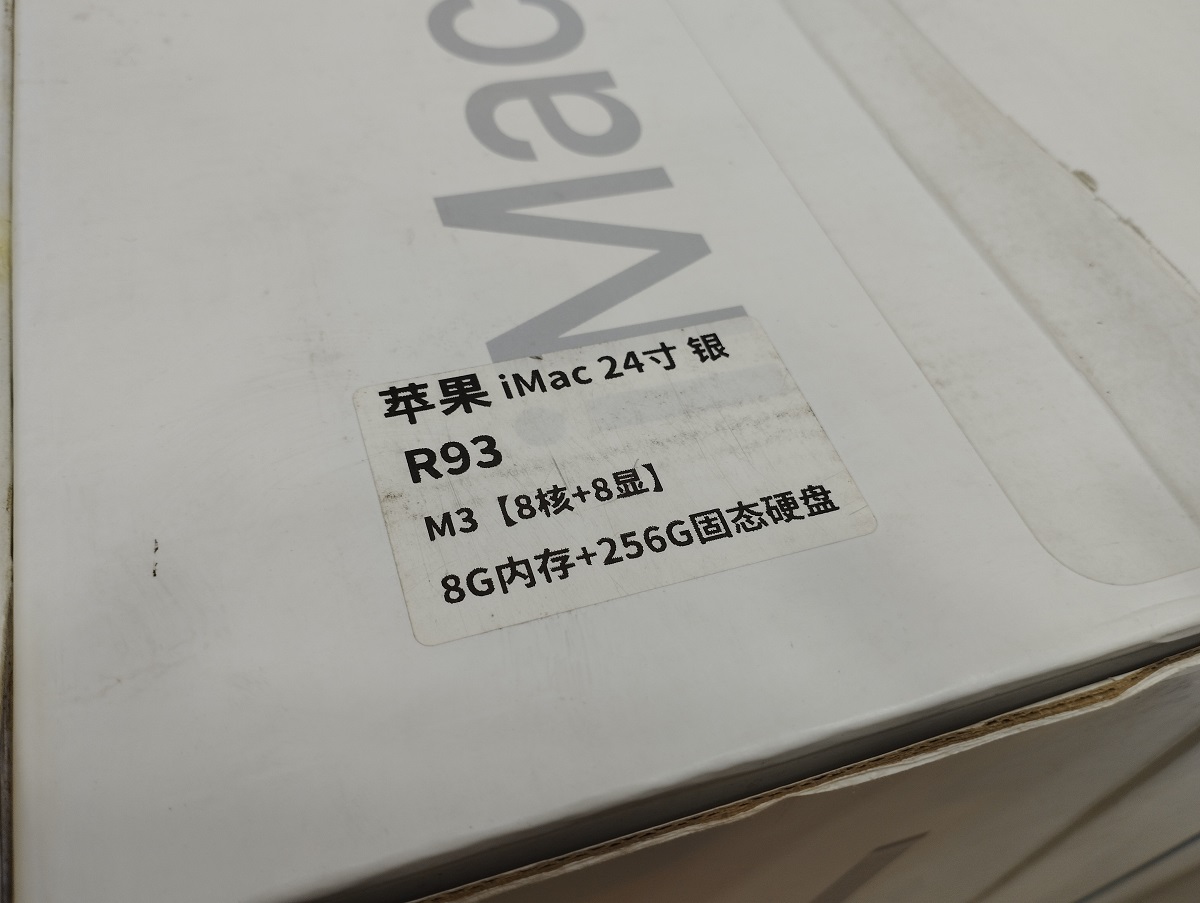 iMac
苹果 iMac 24寸 银
R93
M3【8核+8显】
8G内存+256G固态硬盘